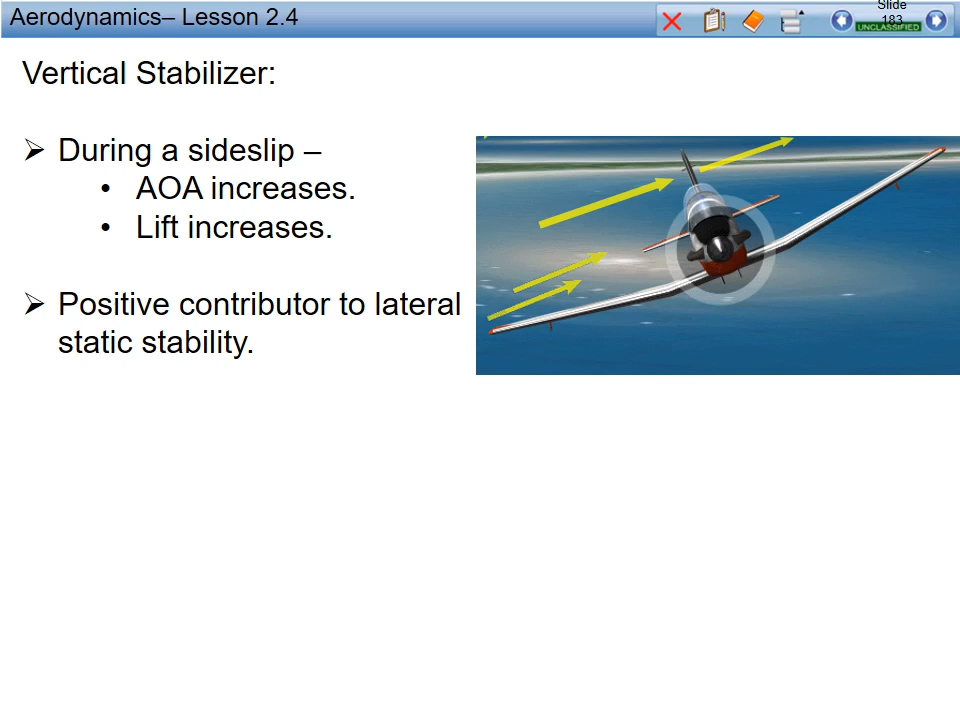 Aerodynamics– Lesson 2.4
Slide
183
UNCLASSIFIED
Vertical Stabilizer:
➢ During a sideslip –
• AOA increases.
• Lift increases.
➢ Positive contributor to lateral
static stability.